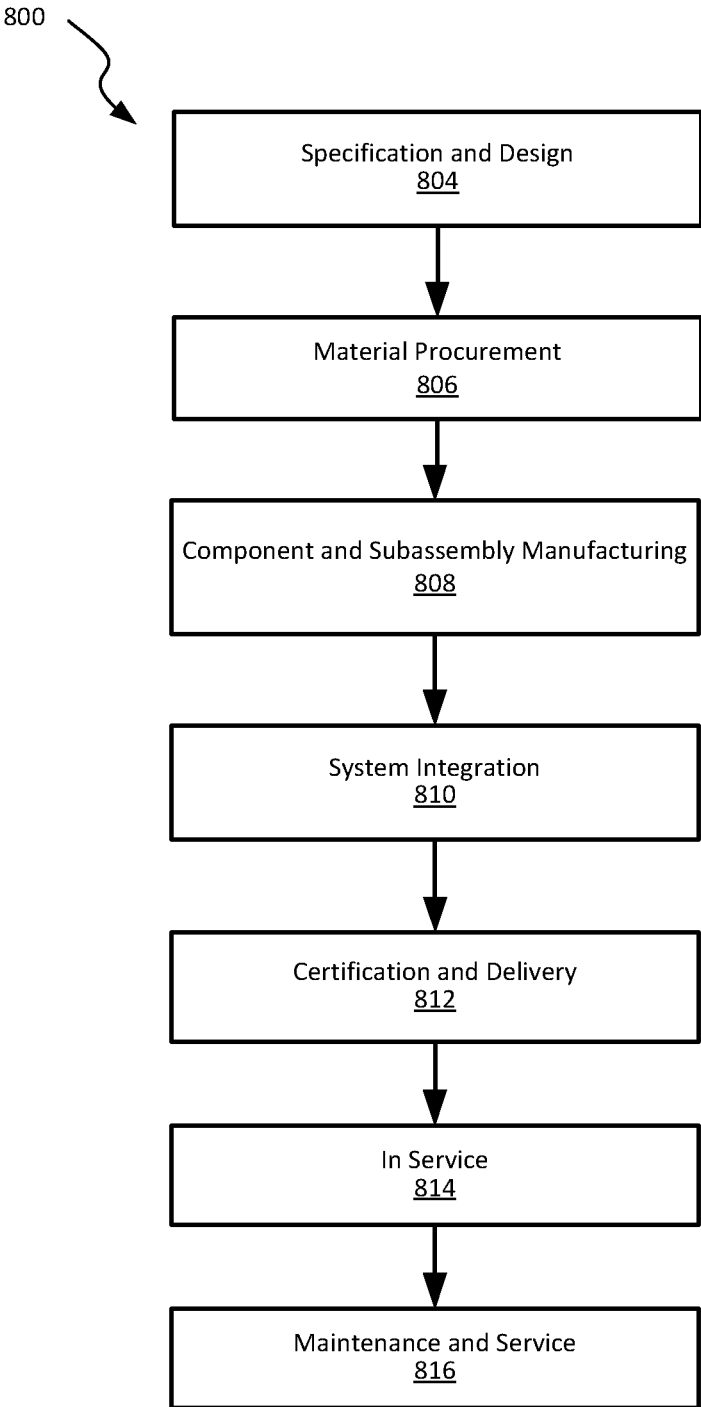 800
Specification and Design
804
Material Procurement
806
Component and Subassembly Manufacturing
808
System Integration
810
Certification and Delivery
812
In Service
814
Maintenance and Service
816